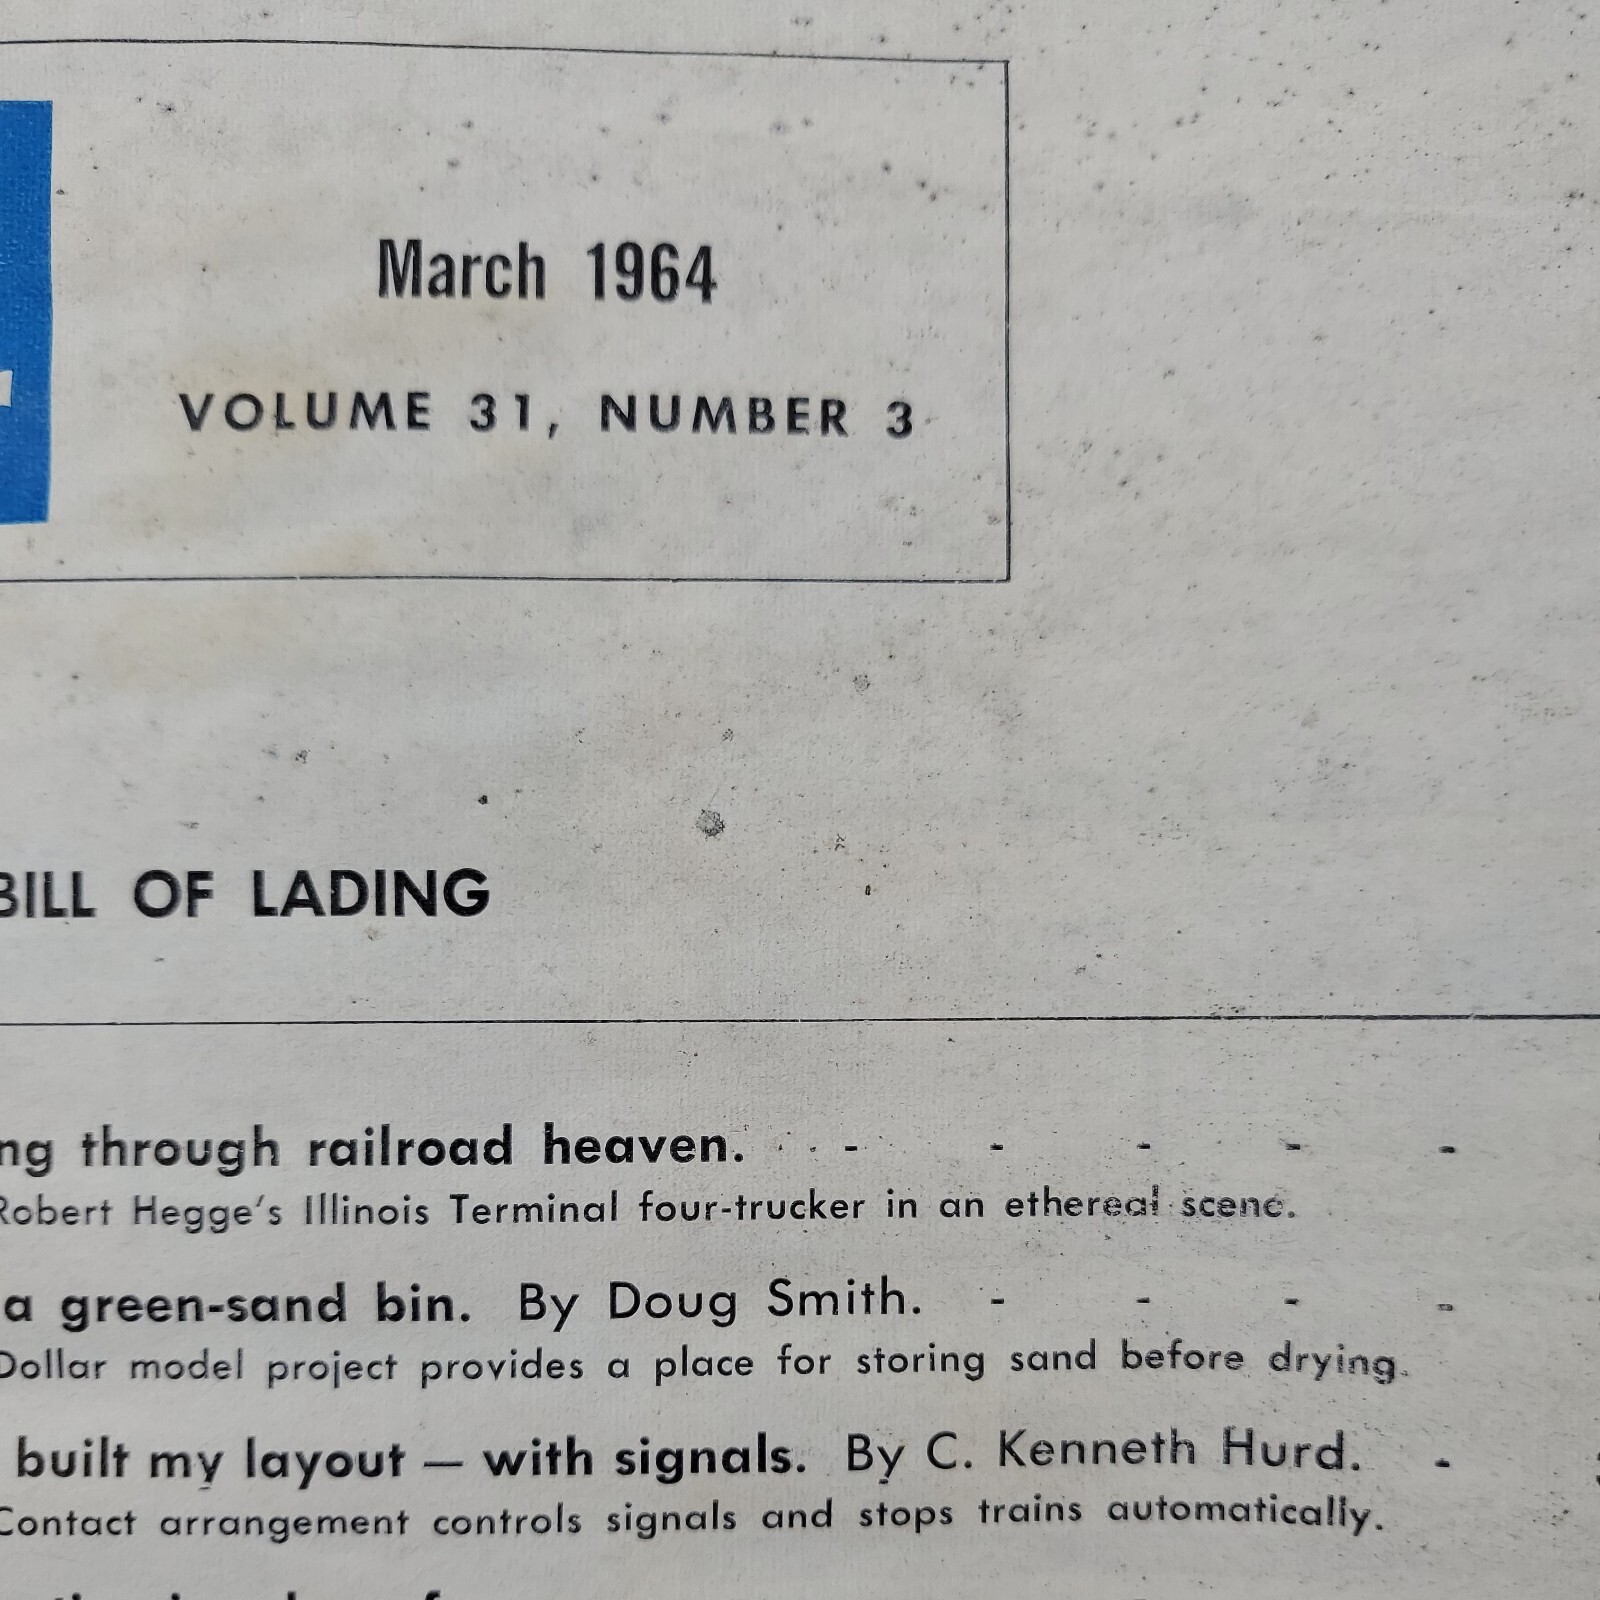 March 1964
VOLUME 31, NUMBER 3
BILL OF LADING
ng through railroad heaven. - - - - -
Robert Hegge's Illinois Terminal four-trucker in an ethereal scene.
a green-sand bin. By Doug Smith. - - - -
Dollar model project provides a place for storing sand before drying.
built my layout — with signals. By C. Kenneth Hurd. -
Contact arrangement controls signals and stops trains automatically.